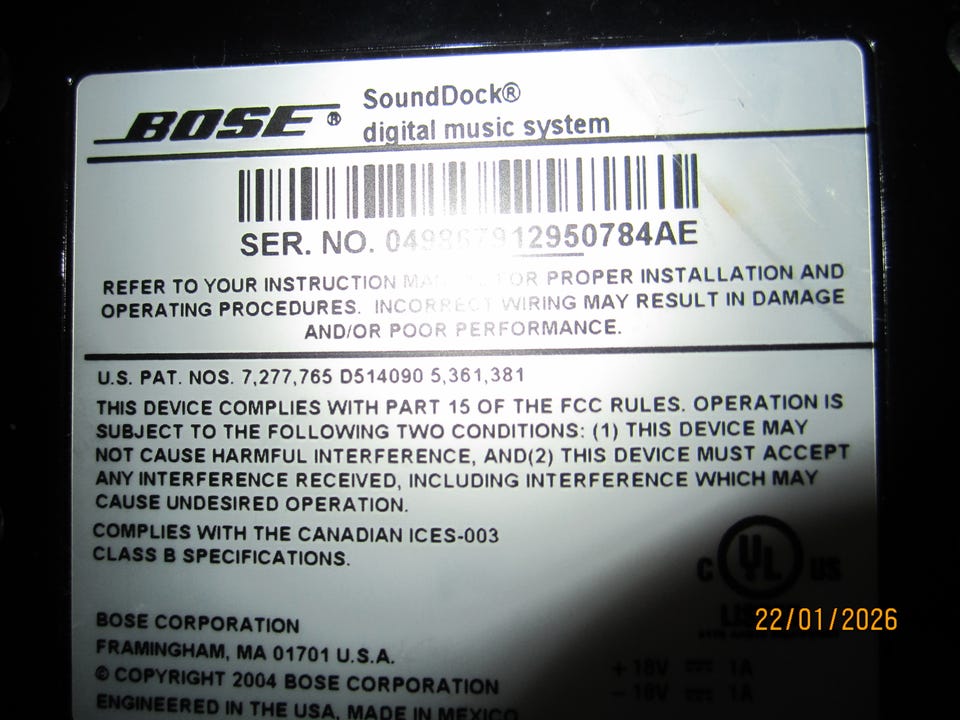 BOSE®
SoundDock®
digital music system
SER. NO. 049867912950784AE
REFER TO YOUR INSTRUCTION MANUAL FOR PROPER INSTALLATION AND
OPERATING PROCEDURES. INCORRECT WIRING MAY RESULT IN DAMAGE
AND/OR POOR PERFORMANCE.
U.S. PAT. NOS. 7,277,765 D514090 5,361,381
THIS DEVICE COMPLIES WITH PART 15 OF THE FCC RULES. OPERATION IS
SUBJECT TO THE FOLLOWING TWO CONDITIONS: (1) THIS DEVICE MAY
NOT CAUSE HARMFUL INTERFERENCE, AND(2) THIS DEVICE MUST ACCEPT
ANY INTERFERENCE RECEIVED, INCLUDING INTERFERENCE WHICH MAY
CAUSE UNDESIRED OPERATION.
COMPLIES WITH THE CANADIAN ICES-003
CLASS B SPECIFICATIONS.
C UL US
22/01/2026
BOSE CORPORATION
FRAMINGHAM, MA 01701 U.S.A.
© COPYRIGHT 2004 BOSE CORPORATION
ENGINEERED IN THE USA, MADE IN MEXICO
+18V 1A
-18V 1A